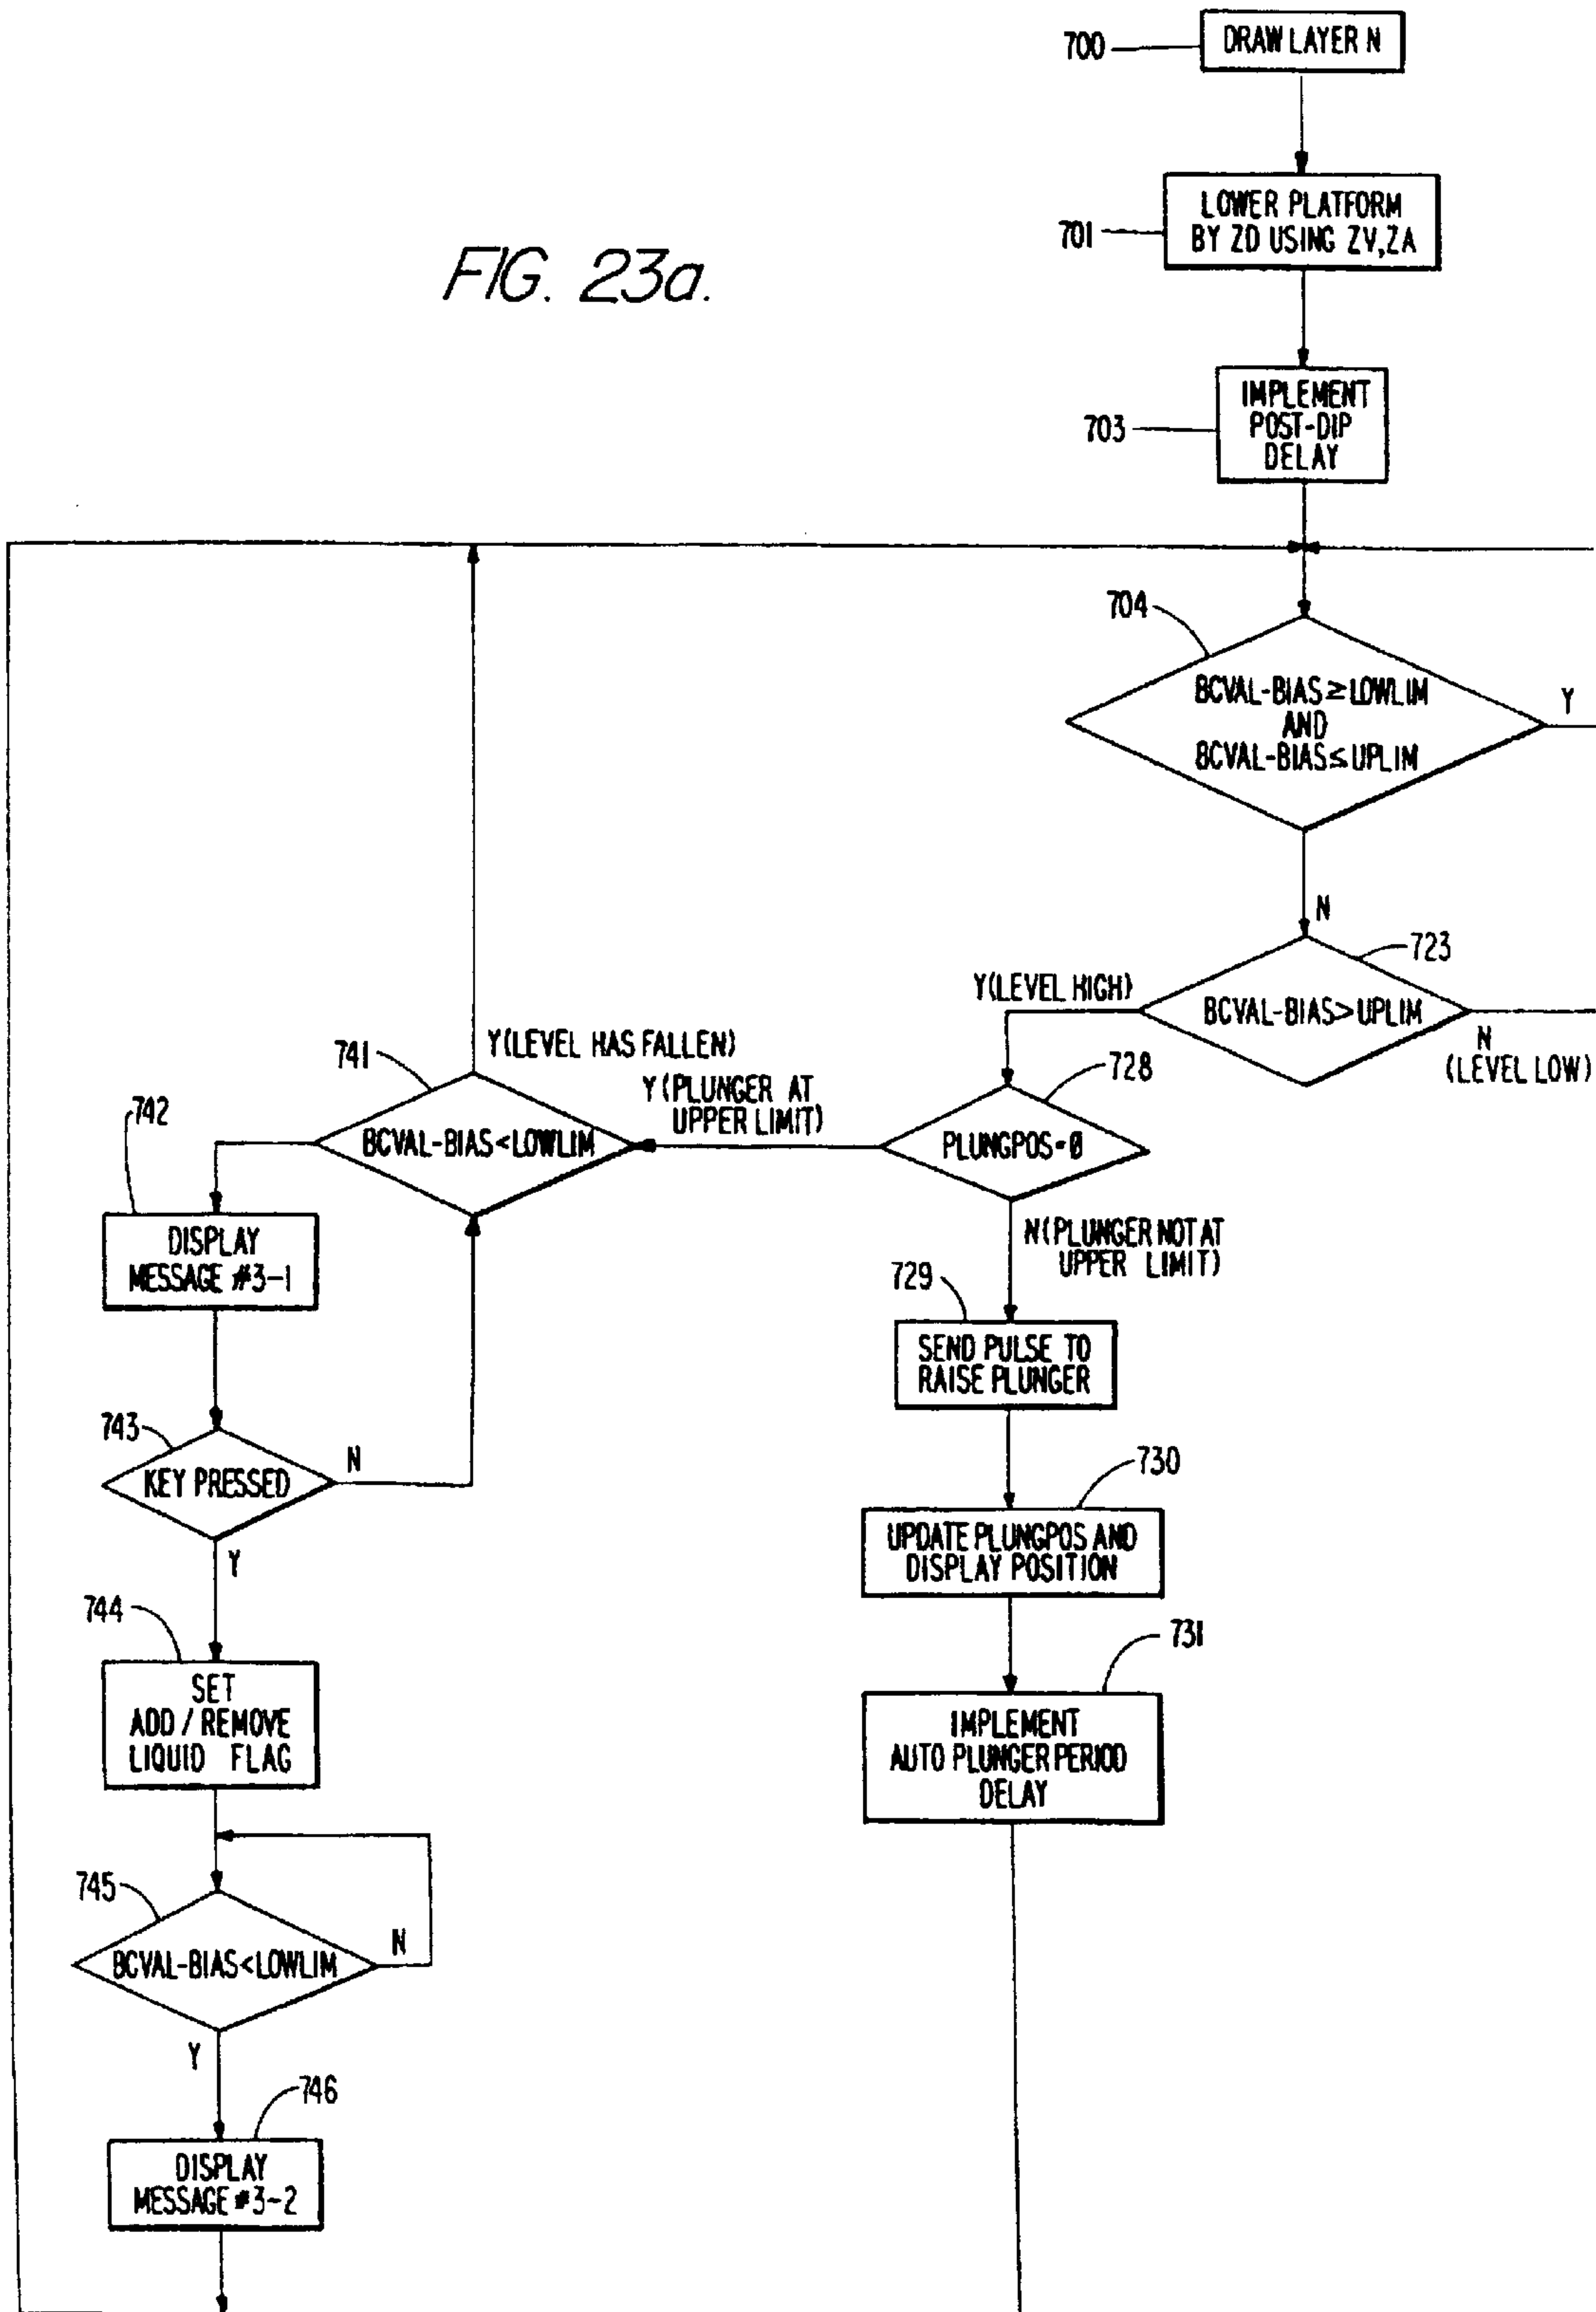 700
DRAW LAYER N
FIG. 23a.
701
LOWER PLATFORM
BY ZD USING ZV,ZA
703
IMPLEMENT
POST-DIP
DELAY
704
BCVAL-BIAS≥LOWLIM
AND
BCVAL-BIAS≤UPLIM
Y
N
723
Y(LEVEL HIGH)
BCVAL-BIAS>UPLIM
N
(LEVEL LOW)
741
Y(LEVEL HAS FALLEN)
Y(PLUNGER AT
UPPER LIMIT)
728
742
BCVAL-BIAS<LOWLIM
PLUNGPOS=0
DISPLAY
MESSAGE #3-1
N(PLUNGER NOT AT
UPPER LIMIT)
729
SEND PULSE TO
RAISE PLUNGER
743
KEY PRESSED
N
Y
730
UPDATE PLUNGPOS AND
DISPLAY POSITION
744
SET
ADD / REMOVE
LIQUID FLAG
731
IMPLEMENT
AUTO PLUNGER PERIOD
DELAY
745
BCVAL-BIAS<LOWLIM
N
Y
746
DISPLAY
MESSAGE #3-2